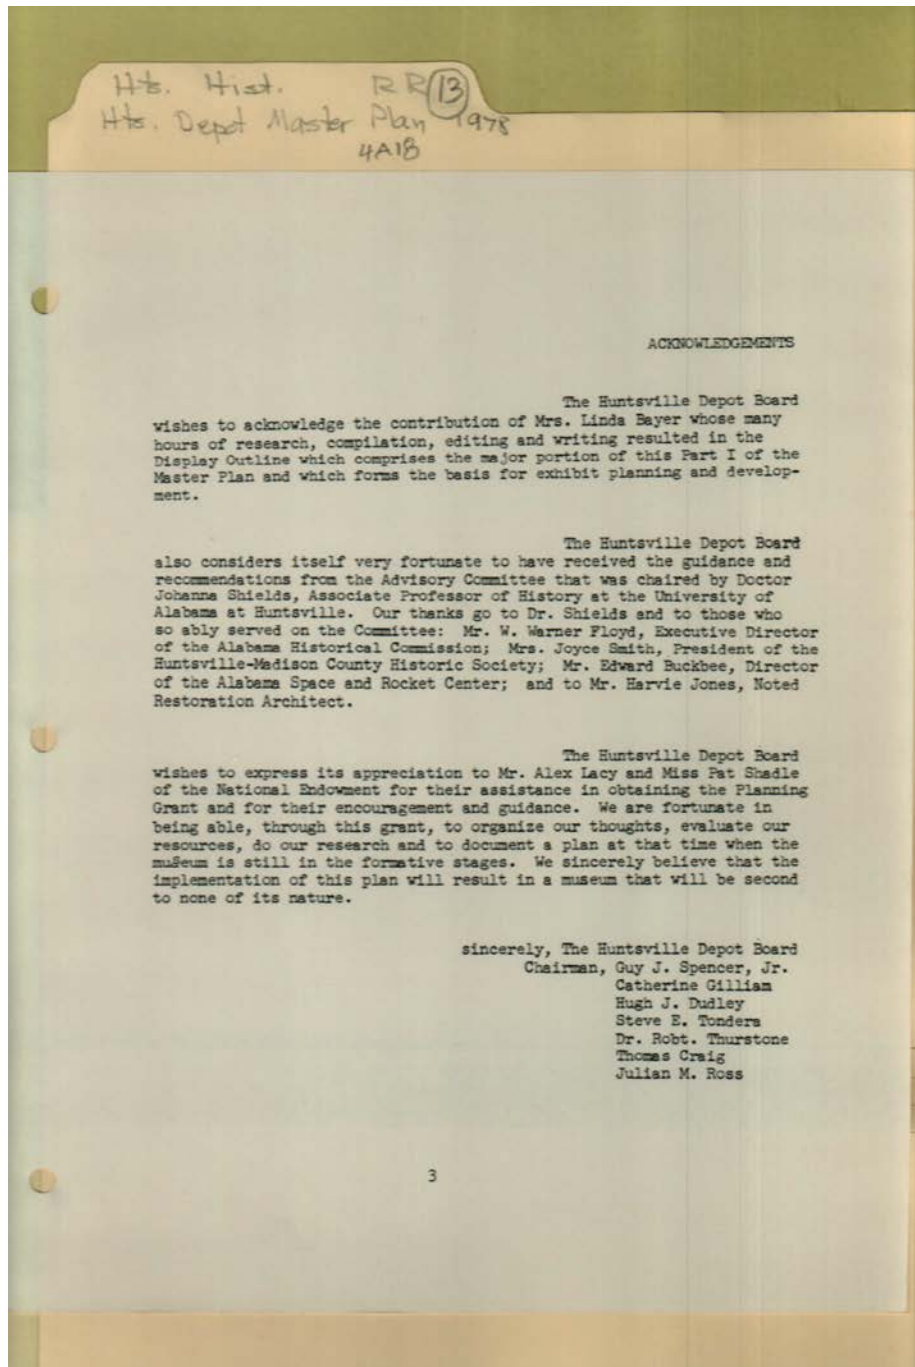 Hts. Hist. RR 13
Hts. Depot Master Plan 1978
4A18
ACKNOWLEDGEMENTS
The Huntsville Depot Board
wishes to acknowledge the contribution of Mrs. Linda Bayer whose many
hours of research, compilation, editing and writing resulted in the
Display Outline which comprises the major portion of this Part I of the
Master Plan and which forms the basis for exhibit planning and develop-
ment.
The Huntsville Depot Board
also considers itself very fortunate to have received the guidance and
recommendations from the Advisory Committee that was chaired by Doctor
Johanna Shields, Associate Professor of History at the University of
Alabama at Huntsville. Our thanks go to Dr. Shields and to those who
so ably served on the Committee: Mr. W. Warner Floyd, Executive Director
of the Alabama Historical Commission; Mrs. Joyce Smith, President of the
Huntsville-Madison County Historic Society; Mr. Edward Buckbee, Director
of the Alabama Space and Rocket Center; and to Mr. Harvie Jones, Noted
Restoration Architect.
The Huntsville Depot Board
wishes to express its appreciation to Mr. Alex Lacy and Miss Pat Shadle
of the National Endowment for their assistance in obtaining the Planning
Grant and for their encouragement and guidance. We are fortunate in
being able, through this grant, to organize our thoughts, evaluate our
resources, do our research and to document a plan at that time when the
museum is still in the formative stages. We sincerely believe that the
implementation of this plan will result in a museum that will be second
to none of its nature.
sincerely, The Huntsville Depot Board
Chairman, Guy J. Spencer, Jr.
Catherine Gilliam
Hugh J. Dudley
Steve E. Tondera
Dr. Robt. Thurstone
Thomas Craig
Julian M. Ross
3